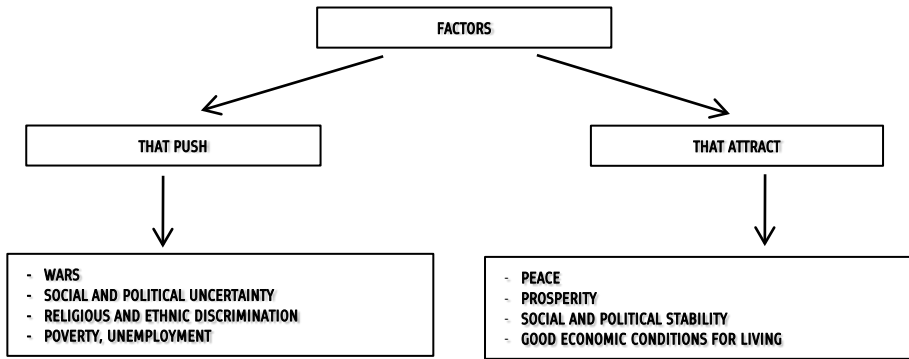 FACTORS
THAT PUSH
THAT ATTRACT
- WARS
- SOCIAL AND POLITICAL UNCERTAINTY
- RELIGIOUS AND ETHNIC DISCRIMINATION
- POVERTY, UNEMPLOYMENT
- PEACE
- PROSPERITY
- SOCIAL AND POLITICAL STABILITY
- GOOD ECONOMIC CONDITIONS FOR LIVING